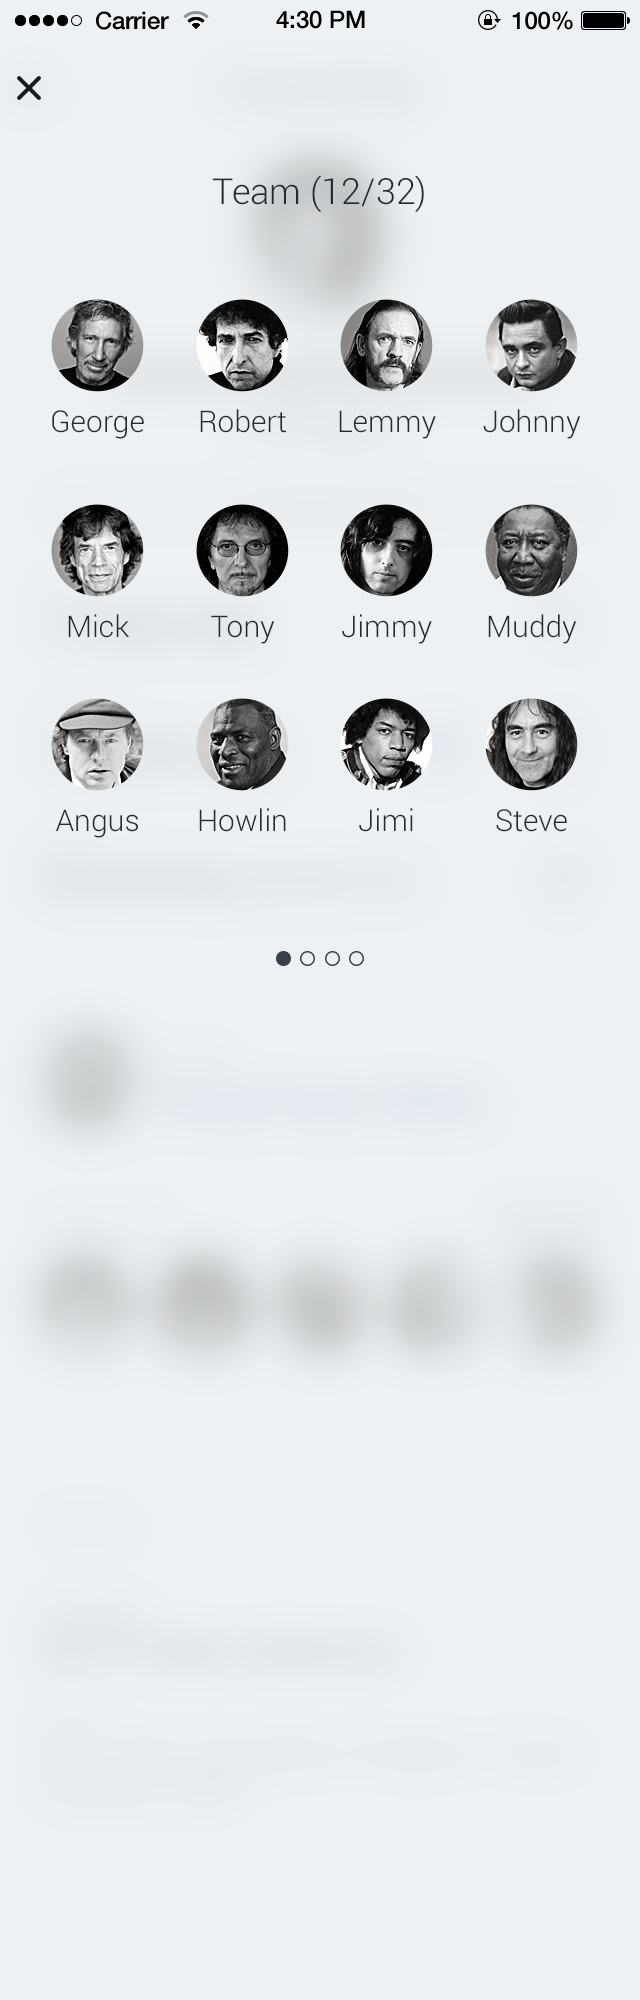 Carrier 4:30 PM 100%
Team (12/32)
George Robert Lemmy Johnny
Mick Tony Jimmy Muddy
Angus Howlin Jimi Steve